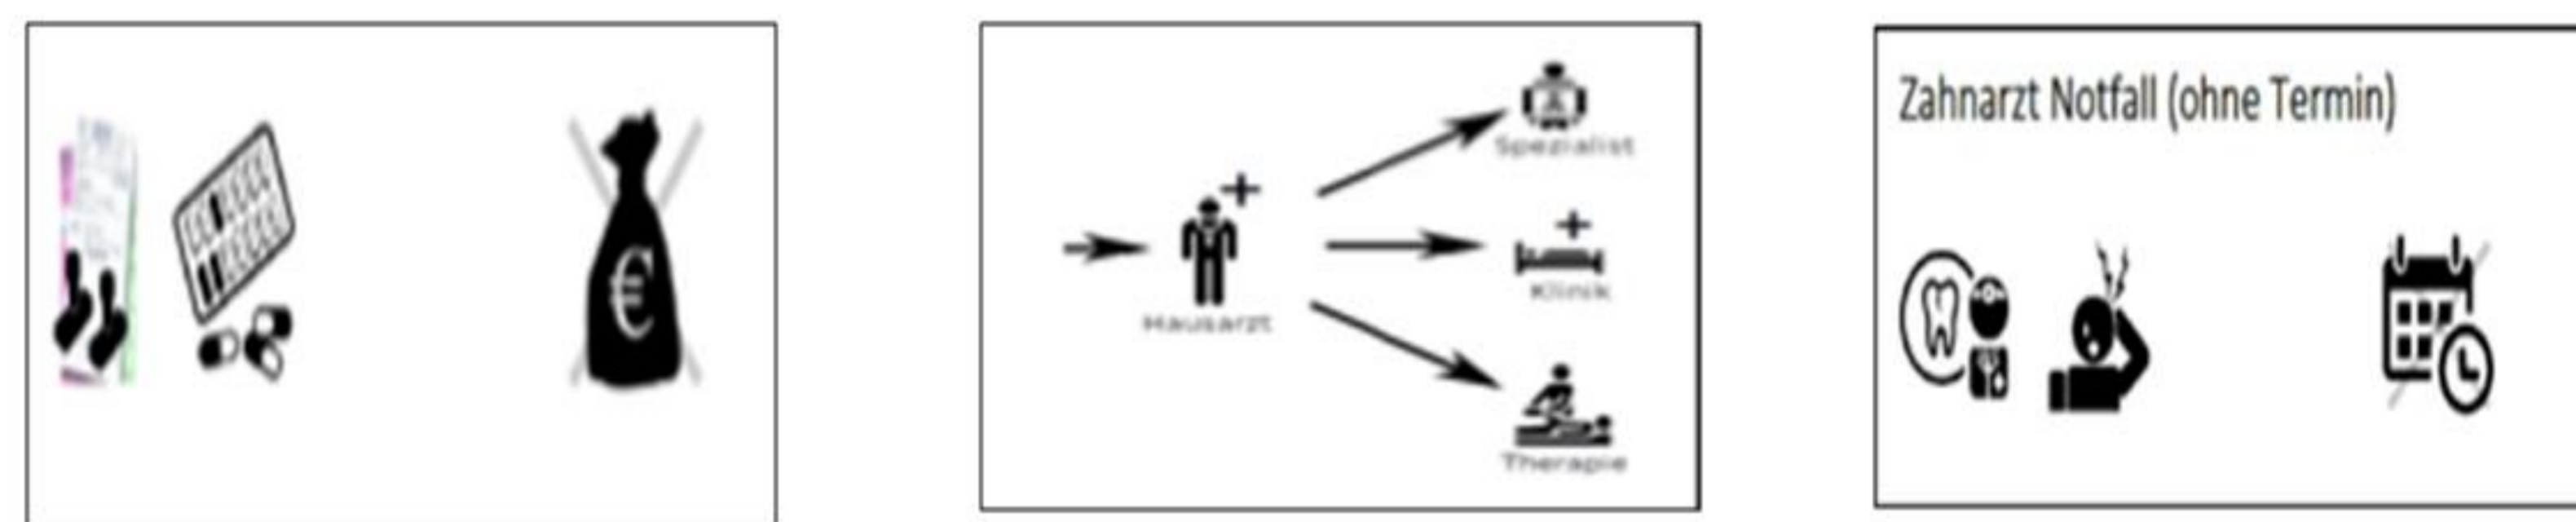 €
Spezialist
Klinik
Hausarzt
Therapie
Zahnarzt Notfall (ohne Termin)